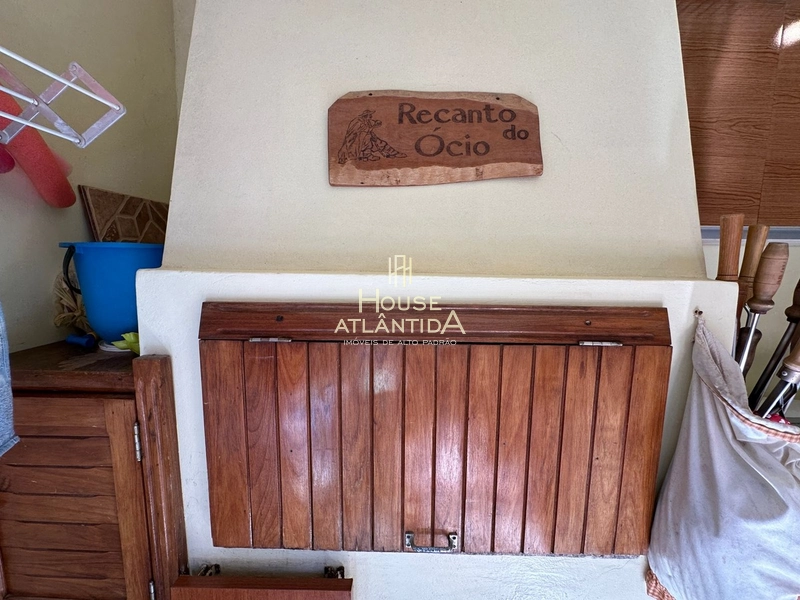 Recanto
do
Ócio
HOUSE
ATLÂNTIDA
IMÓVEIS DE ALTO PADRÃO